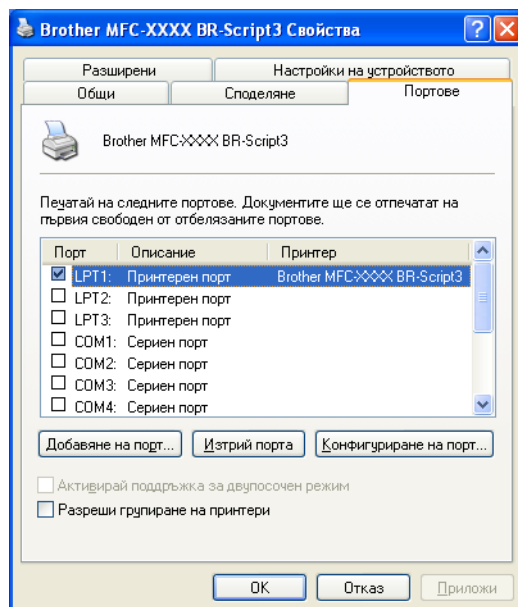 Brother MFC-XXXX BR-Script3 Свойства
Разширени Настройки на устройството
Общи Споделяне Портове
Brother MFC-XXXX BR-Script3
Печатай на следните портове. Документите ще се отпечатат на
първия свободен от отбелязаните портове.
Порт Описание Принтер
LPT1: Принтерен порт Brother MFC-XXXX BR-Script3
LPT2: Принтерен порт
LPT3: Принтерен порт
COM1: Сериен порт
COM2: Сериен порт
COM3: Сериен порт
COM4: Сериен порт
Добавяне на порт... Изтрий порта Конфигуриране на порт...
Активирай поддръжка за двупосочен режим
Разреши групиране на принтери
OK Отказ Приложи